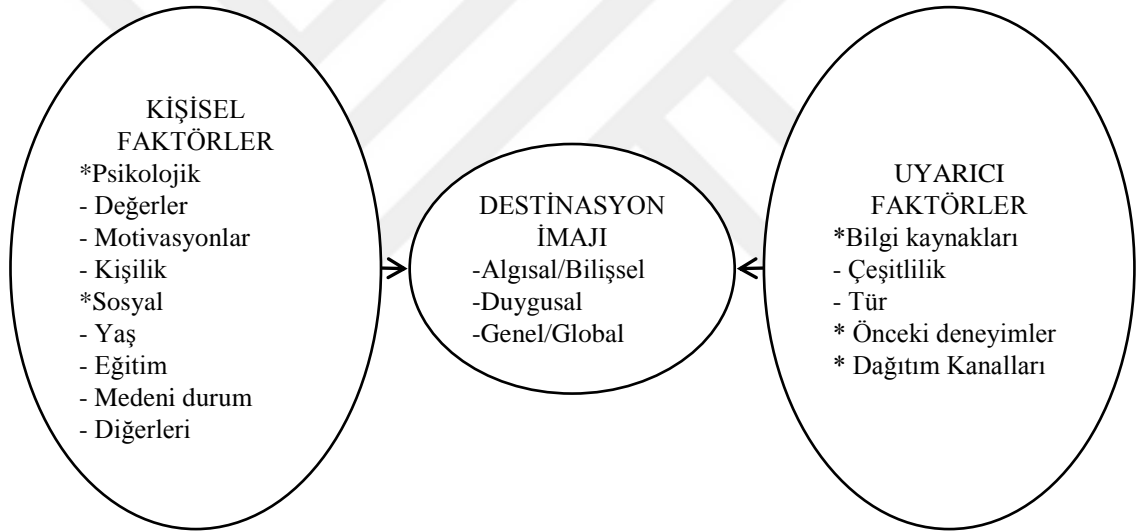 KİŞİSEL
FAKTÖRLER
*Psikolojik
- Değerler
- Motivasyonlar
- Kişilik
*Sosyal
- Yaş
- Eğitim
- Medeni durum
- Diğerleri
DESTİNASYON
İMAJI
-Algısal/Bilişsel
-Duygusal
-Genel/Global
UYARICI
FAKTÖRLER
*Bilgi kaynakları
- Çeşitlilik
- Tür
* Önceki deneyimler
* Dağıtım Kanalları